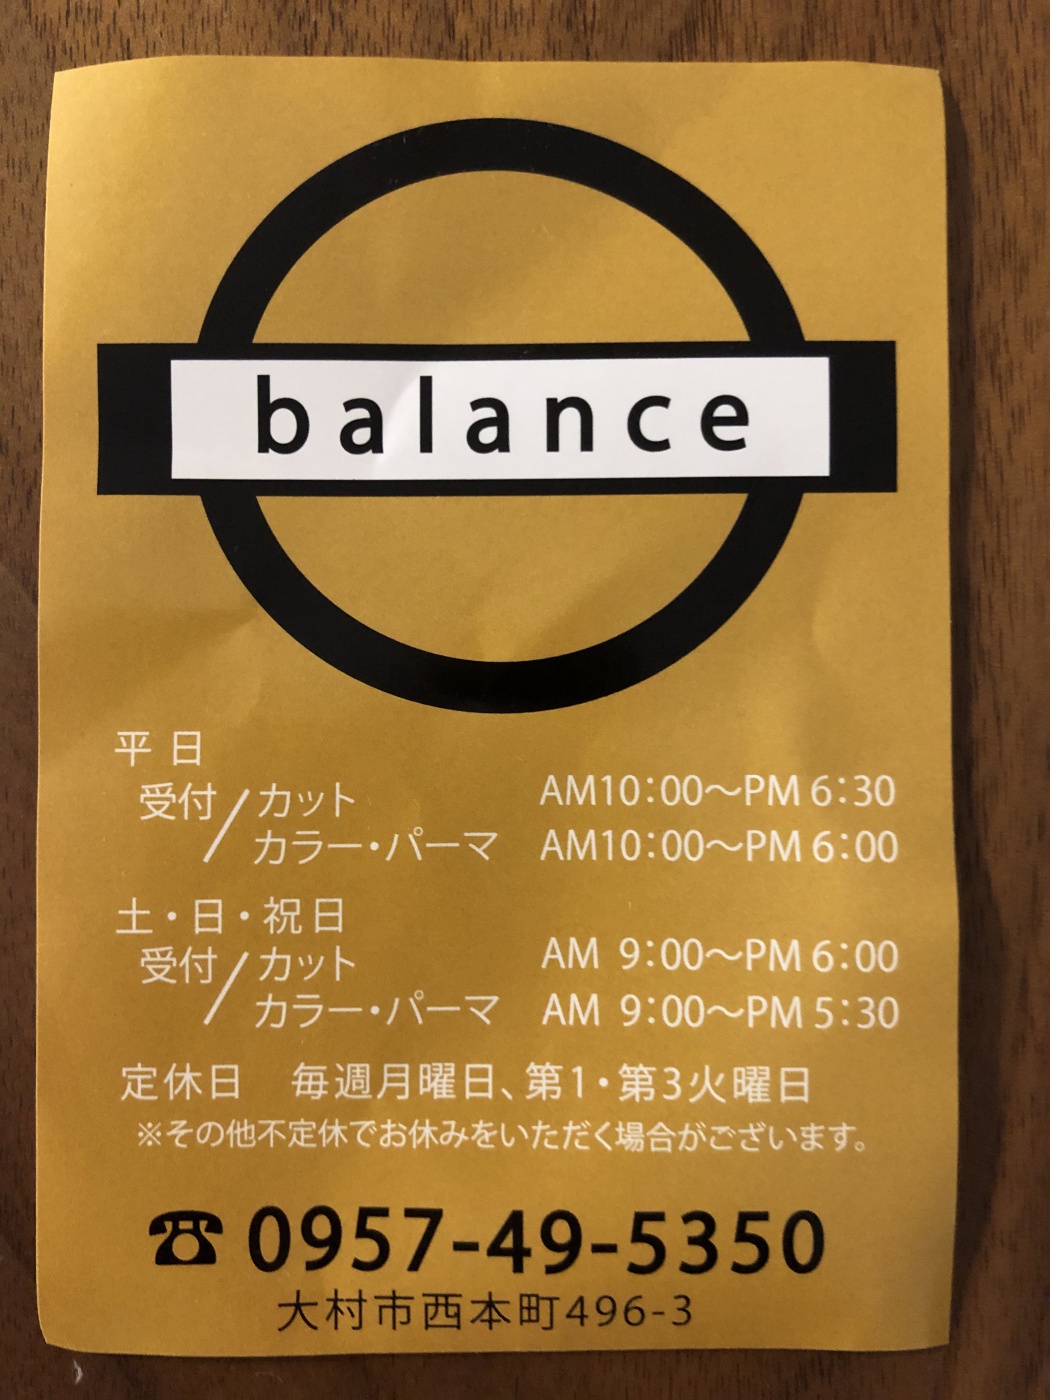 balance
平日
受付/カット AM10:00〜PM 6:30
カラー・パーマ AM10:00〜PM 6:00
土・日・祝日
受付/カット AM 9:00〜PM 6:00
カラー・パーマ AM 9:00〜PM 5:30
定休日 毎週月曜日、第1・第3火曜日
※その他不定休でお休みをいただく場合がございます。
☎0957-49-5350
大村市西本町496-3